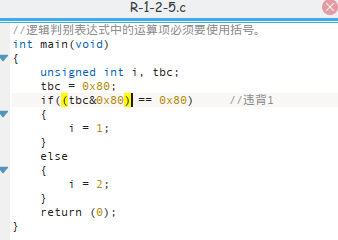 R-1-2-5.c
//逻辑判别表达式中的运算项必须要使用括号。
int main(void)
{
    unsigned int i, tbc;
    tbc = 0x80;
    if((tbc&0x80) == 0x80)     //违背1
    {
        i = 1;
    }
    else
    {
        i = 2;
    }
    return (0);
}